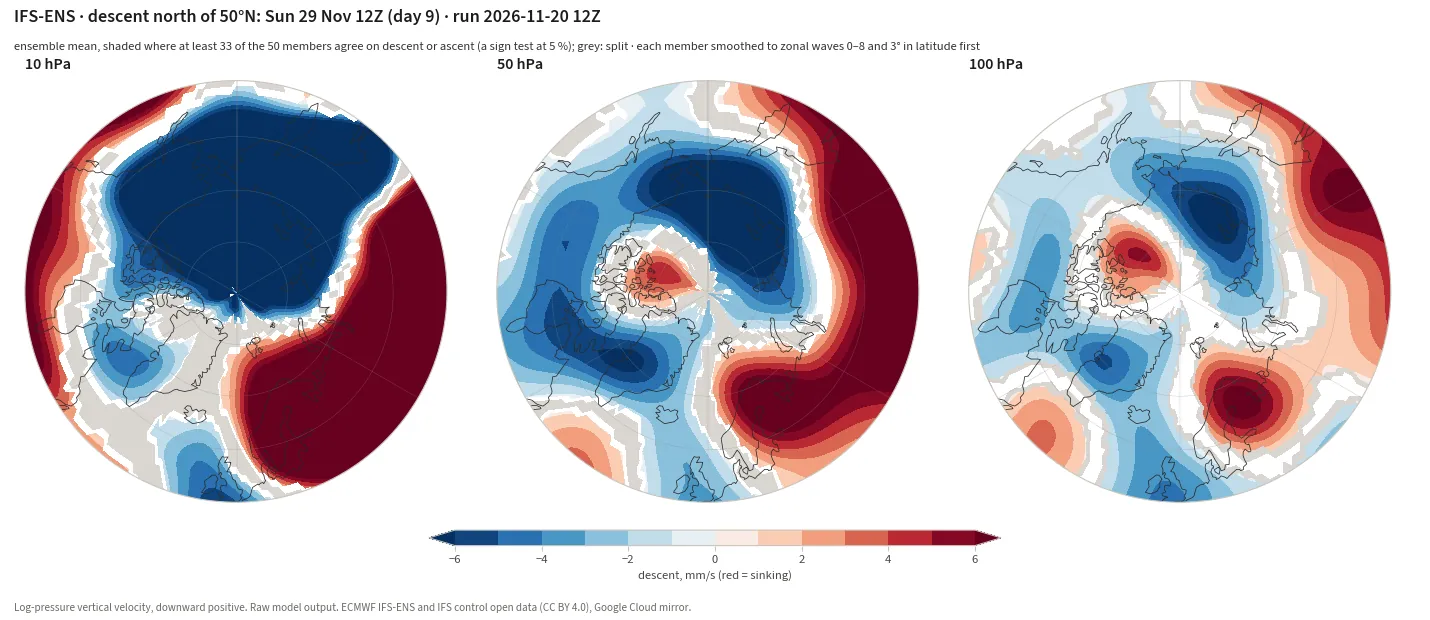 IFS-ENS · descent north of 50°N: Sun 29 Nov 12Z (day 9) · run 2026-11-20 12Z
ensemble mean, shaded where at least 33 of the 50 members agree on descent or ascent (a sign test at 5 %); grey: split · each member smoothed to zonal waves 0–8 and 3° in latitude first
10 hPa
50 hPa
100 hPa
−6 −4 −2 0 2 4 6
descent, mm/s (red = sinking)
Log-pressure vertical velocity, downward positive. Raw model output. ECMWF IFS-ENS and IFS control open data (CC BY 4.0), Google Cloud mirror.